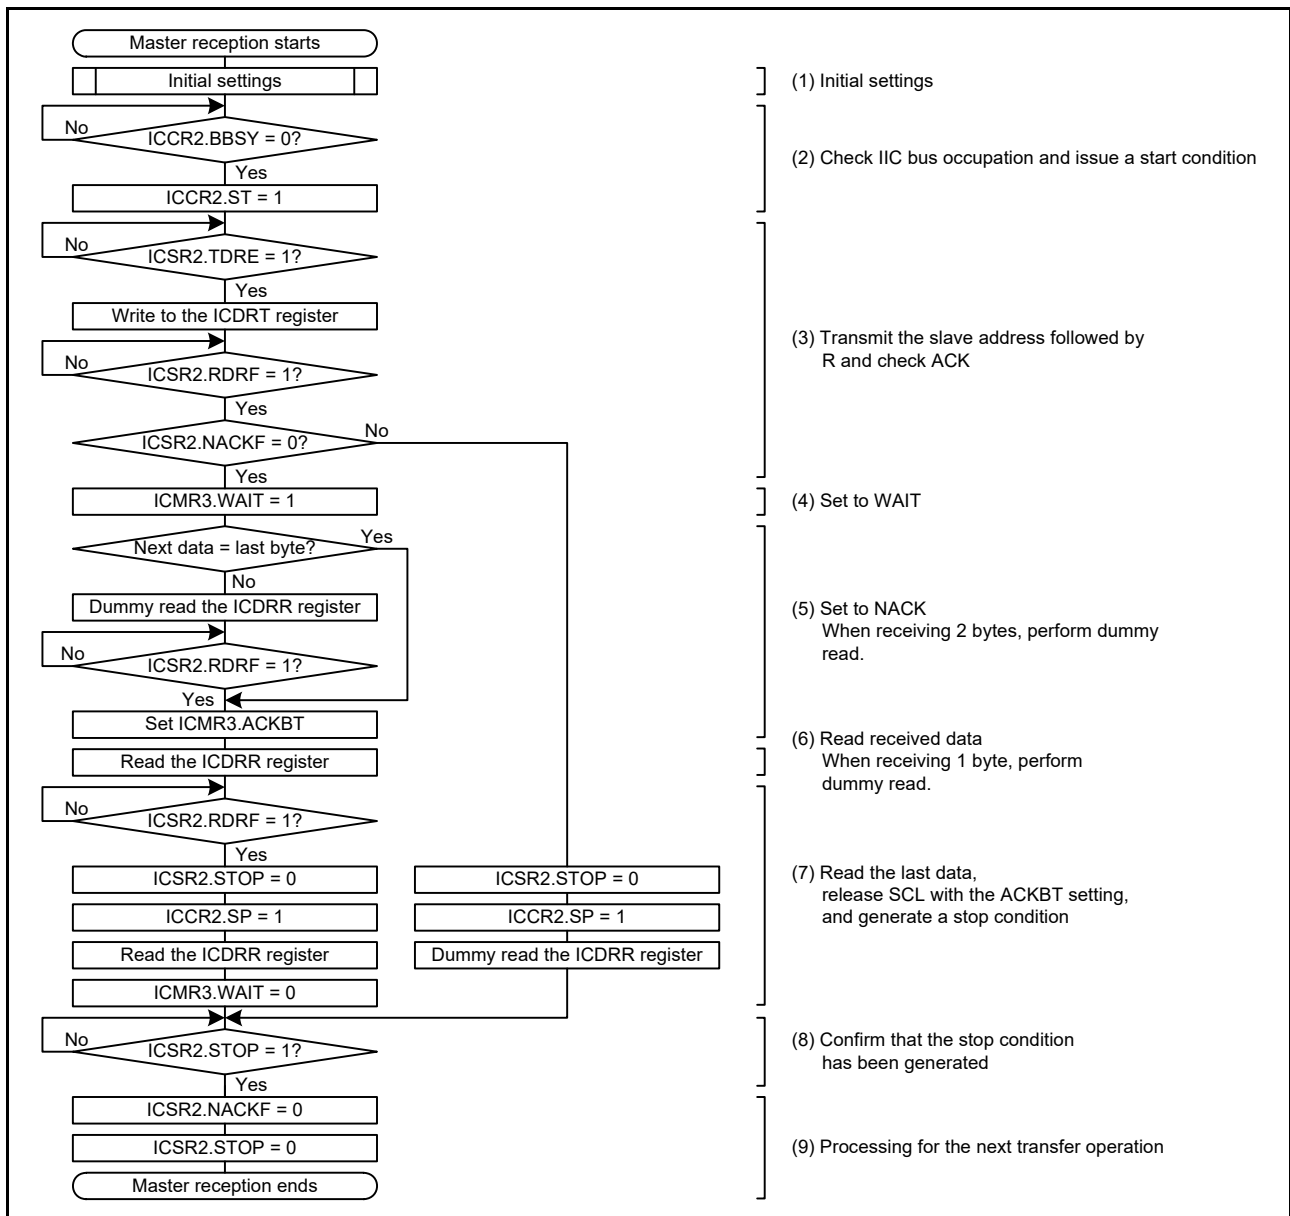 Master reception starts
Initial settings
(1) Initial settings
No
ICCR2.BBSY = 0?
Yes
(2) Check IIC bus occupation and issue a start condition
ICCR2.ST = 1
No
ICSR2.TDRE = 1?
Yes
Write to the ICDRT register
(3) Transmit the slave address followed by
R and check ACK
No
ICSR2.RDRF = 1?
Yes
ICSR2.NACKF = 0?
No
Yes
ICMR3.WAIT = 1
(4) Set to WAIT
Next data = last byte?
Yes
No
Dummy read the ICDRR register
(5) Set to NACK
When receiving 2 bytes, perform dummy
read.
No
ICSR2.RDRF = 1?
Yes
Set ICMR3.ACKBT
(6) Read received data
When receiving 1 byte, perform
dummy read.
Read the ICDRR register
No
ICSR2.RDRF = 1?
Yes
ICSR2.STOP = 0
ICSR2.STOP = 0
(7) Read the last data,
release SCL with the ACKBT setting,
and generate a stop condition
ICCR2.SP = 1
ICCR2.SP = 1
Read the ICDRR register
Dummy read the ICDRR register
ICMR3.WAIT = 0
No
ICSR2.STOP = 1?
Yes
(8) Confirm that the stop condition
has been generated
ICSR2.NACKF = 0
ICSR2.STOP = 0
(9) Processing for the next transfer operation
Master reception ends